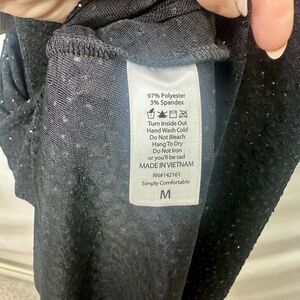 97% Polyester
3% Spandex
Turn Inside Out
Hand Wash Cold
Do Not Bleach
Hang To Dry
Do Not Iron
or you'll be sad
MADE IN VIETNAM
RN#142161
Simply Comfortable
M